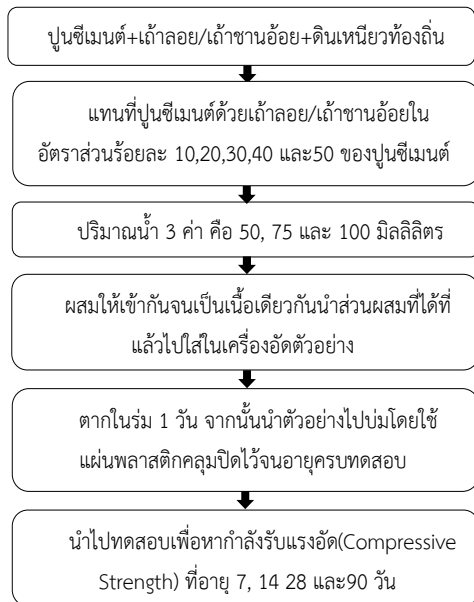 ปูนซีเมนต์+เถ้าลอย/เถ้าชานอ้อย+ดินเหนียวท้องถิ่น
แทนที่ปูนซีเมนต์ด้วยเถ้าลอย/เถ้าชานอ้อยใน
อัตราส่วนร้อยละ 10,20,30,40 และ50 ของปูนซีเมนต์
ปริมาณน้ำ 3 ค่า คือ 50, 75 และ 100 มิลลิลิตร
ผสมให้เข้ากันจนเป็นเนื้อเดียวกันนำส่วนผสมที่ได้ที่
แล้วไปใส่ในเครื่องอัดตัวอย่าง
ตากในร่ม 1 วัน จากนั้นนำตัวอย่างไปบ่มโดยใช้
แผ่นพลาสติกคลุมปิดไว้จนอายุครบทดสอบ
นำไปทดสอบเพื่อหากำลังรับแรงอัด(Compressive
Strength) ที่อายุ 7, 14 28 และ90 วัน